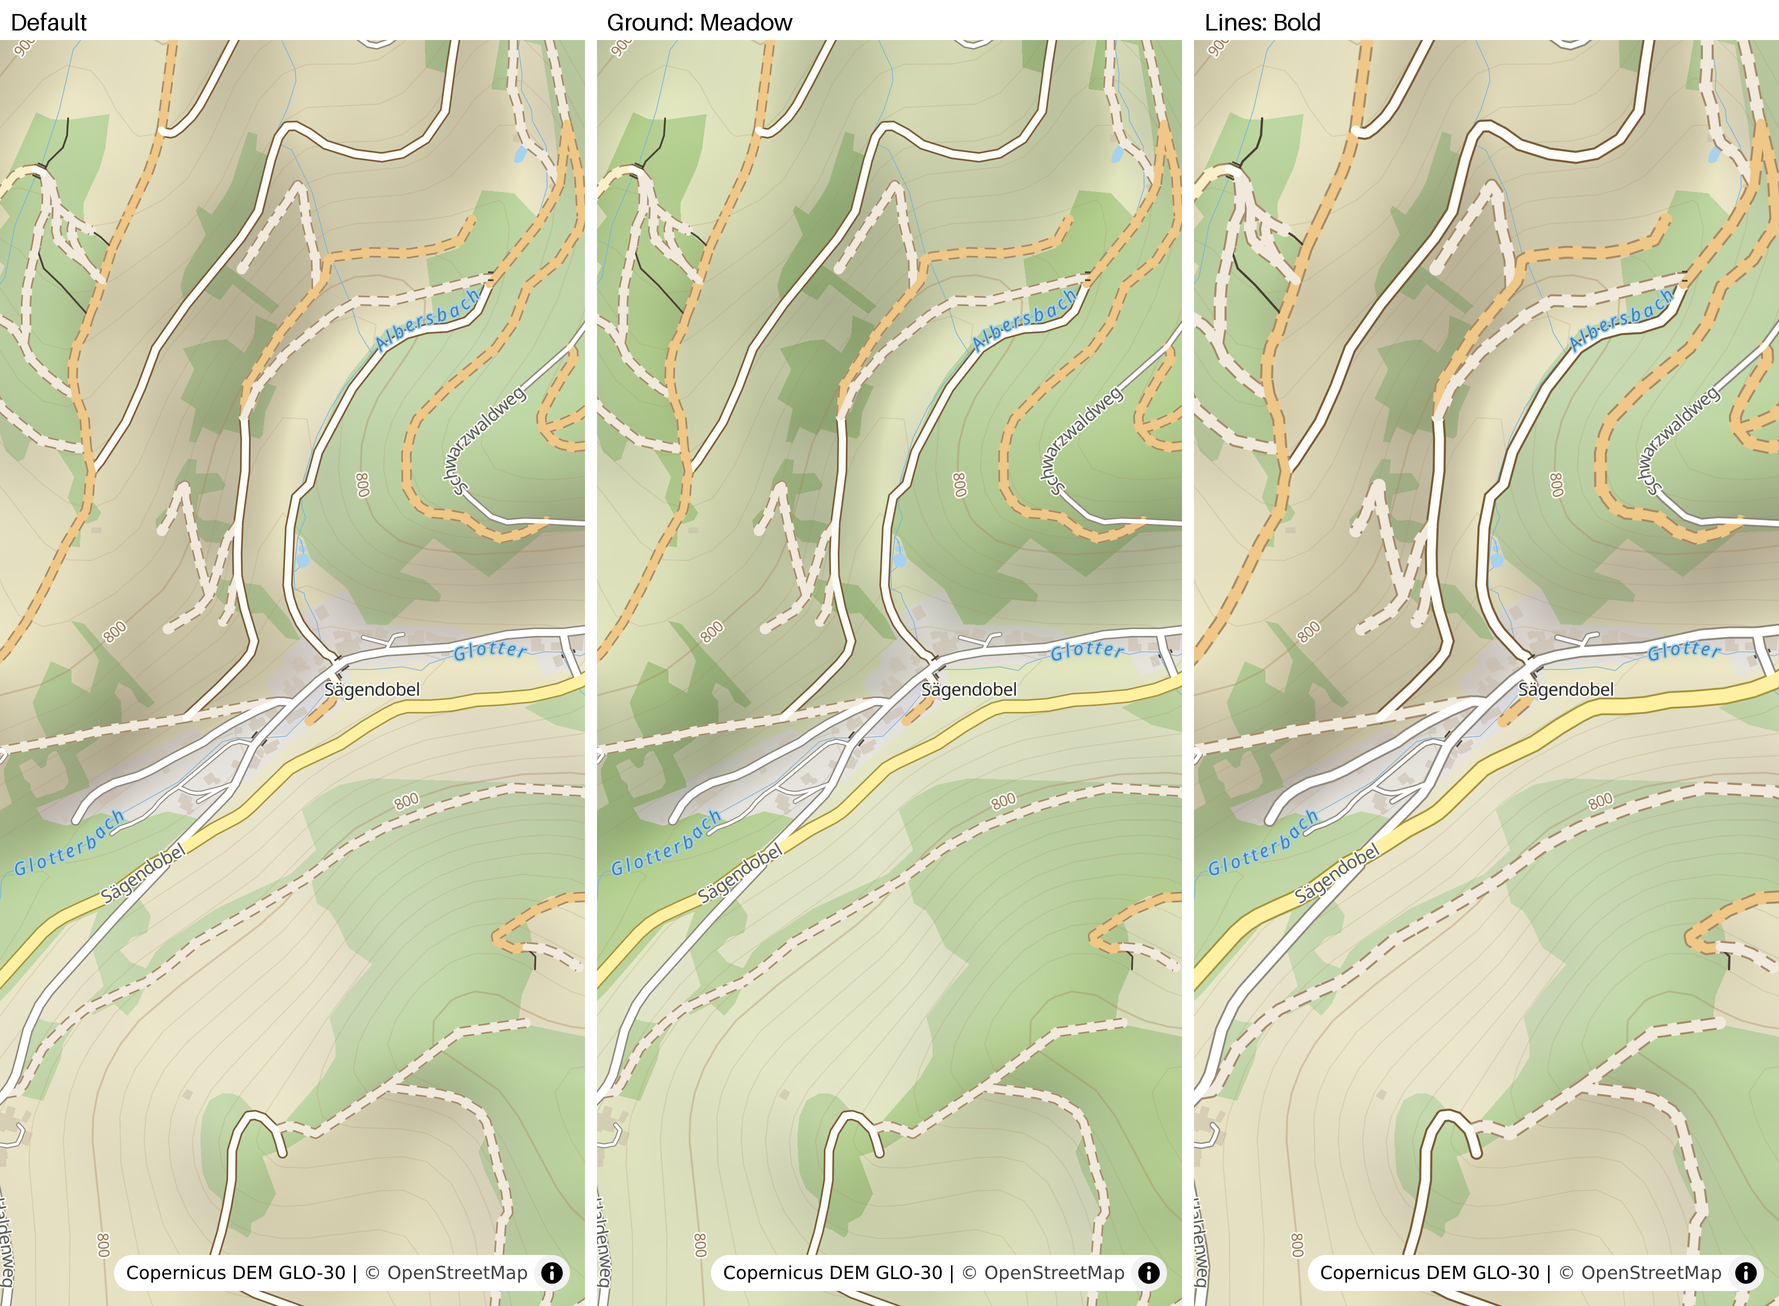 Default
900
Albersbach
Schwarzwaldweg
800
800
Glotter
Sägendobel
800
Glotterbach
Sägendobel
800
Copernicus DEM GLO-30 | © OpenStreetMap
Ground: Meadow
900
Albersbach
Schwarzwaldweg
800
800
Glotter
Sägendobel
800
Glotterbach
Sägendobel
800
Copernicus DEM GLO-30 | © OpenStreetMap
Lines: Bold
900
Albersbach
Schwarzwaldweg
800
800
Glotter
Sägendobel
800
Glotterbach
Sägendobel
800
Copernicus DEM GLO-30 | © OpenStreetMap